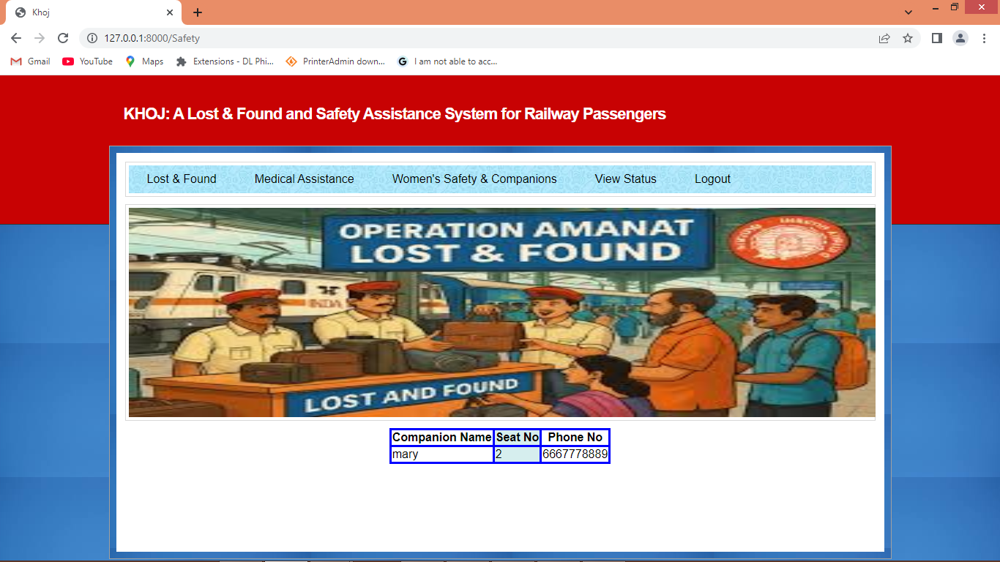 Khoj
127.0.0.1:8000/Safety
Gmail YouTube Maps Extensions - DL Phi... PrinterAdmin down... G I am not able to acc...
KHOJ: A Lost & Found and Safety Assistance System for Railway Passengers
Lost & Found Medical Assistance Women's Safety & Companions View Status Logout
OPERATION AMANAT
LOST & FOUND
INDA
LOST AND FOUND
Companion Name Seat No Phone No
mary 2 6667778889